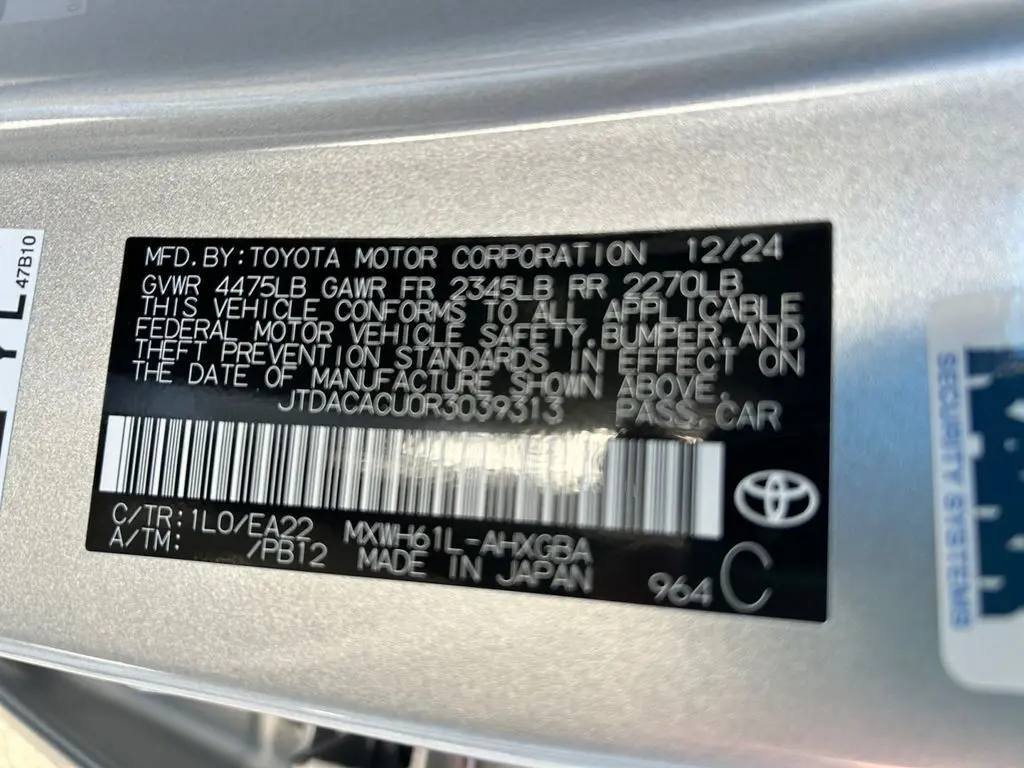 MFD.BY:TOYOTA MOTOR CORPORATION 12/24
GVWR 4475LB GAWR FR 2345LB RR 2270LB
THIS VEHICLE CONFORMS TO ALL APPLICABLE
FEDERAL MOTOR VEHICLE SAFETY,BUMPER,AND
THEFT PREVENTION STANDARDS IN EFFECT ON
THE DATE OF MANUFACTURE SHOWN ABOVE.
JTDACACU0R3039313 PASS.CAR
C/TR:1L0/EA22 MXWH61L-AHXGBA
A/TM: /PB12 MADE IN JAPAN
964 C
47B10
YL
SECURITY SYSTEMS